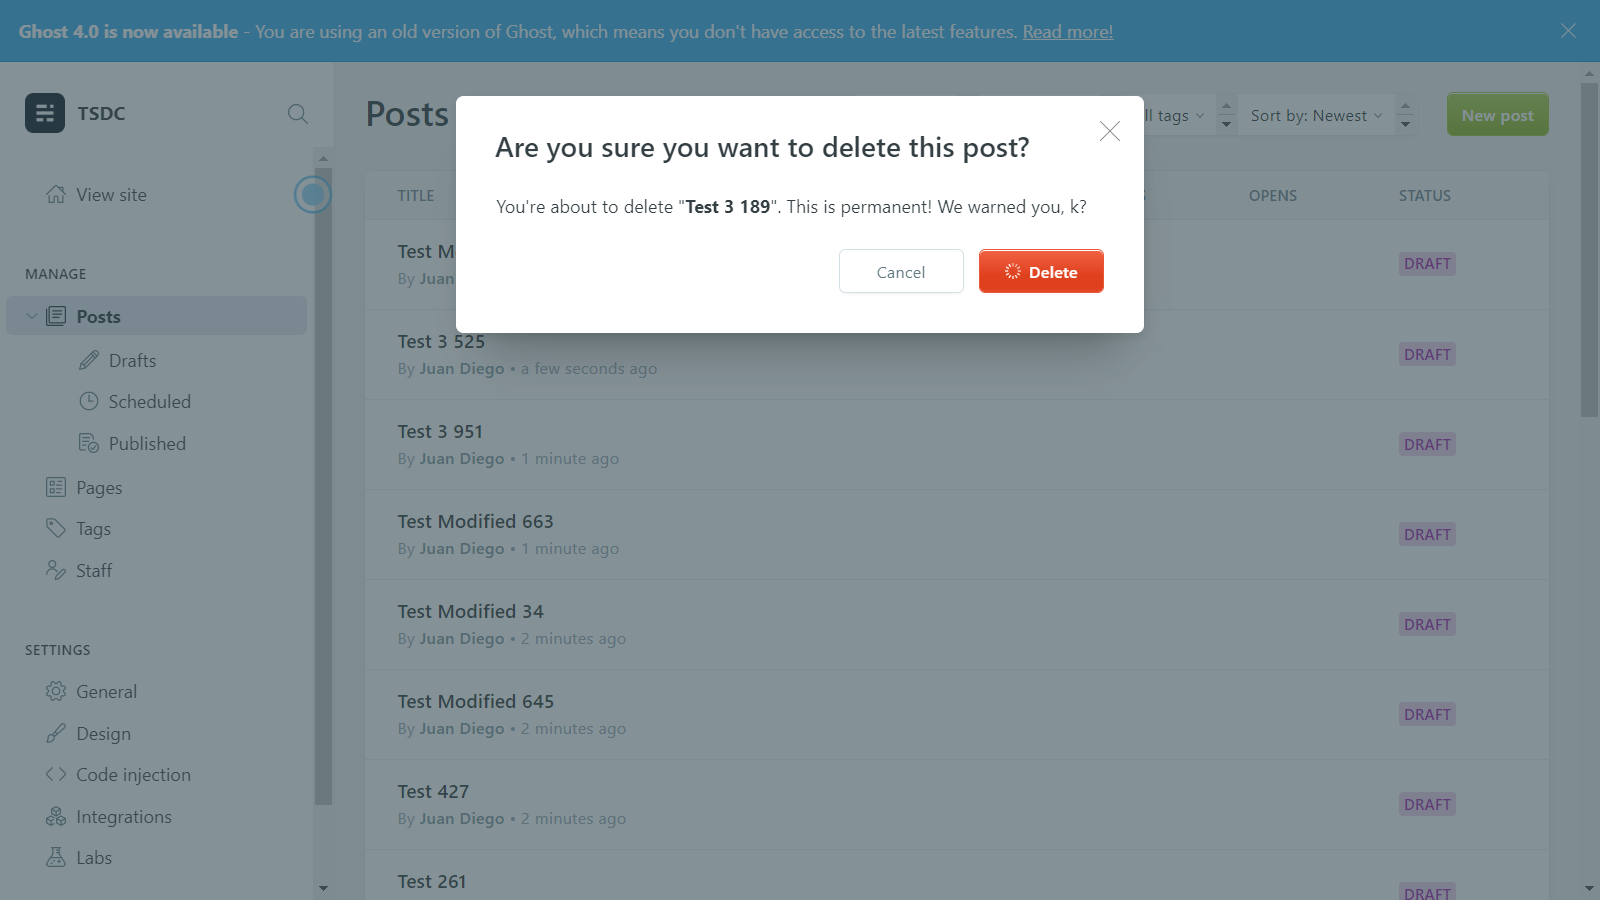 Ghost 4.0 is now available - You are using an old version of Ghost, which means you don't have access to the latest features. Read more!
TSDC
View site
MANAGE
Posts
Drafts
Scheduled
Published
Pages
Tags
Staff
SETTINGS
General
Design
Code injection
Integrations
Labs
Posts
tags
Sort by: Newest
New post
Are you sure you want to delete this post?
You're about to delete "Test 3 189". This is permanent! We warned you, k?
Cancel
Delete
TITLE
OPENS
STATUS
Test
By Juan
DRAFT
Test 3 525
By Juan Diego • a few seconds ago
DRAFT
Test 3 951
By Juan Diego • 1 minute ago
DRAFT
Test Modified 663
By Juan Diego • 1 minute ago
DRAFT
Test Modified 34
By Juan Diego • 2 minutes ago
DRAFT
Test Modified 645
By Juan Diego • 2 minutes ago
DRAFT
Test 427
By Juan Diego • 2 minutes ago
DRAFT
Test 261
DRAFT